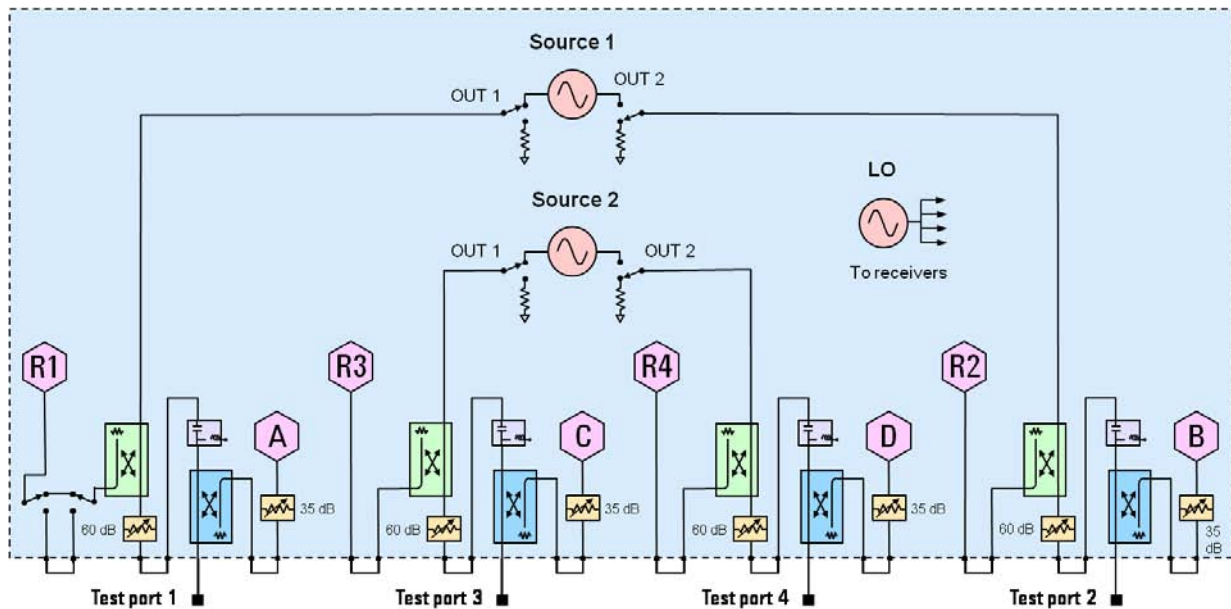 Source 1
OUT 1
OUT 2
LO
Source 2
OUT 1
OUT 2
To receivers
R1
R3
R4
R2
A
C
D
B
60 dB
35 dB
60 dB
35 dB
60 dB
35 dB
60 dB
35
dB
Test port 1
Test port 3
Test port 4
Test port 2